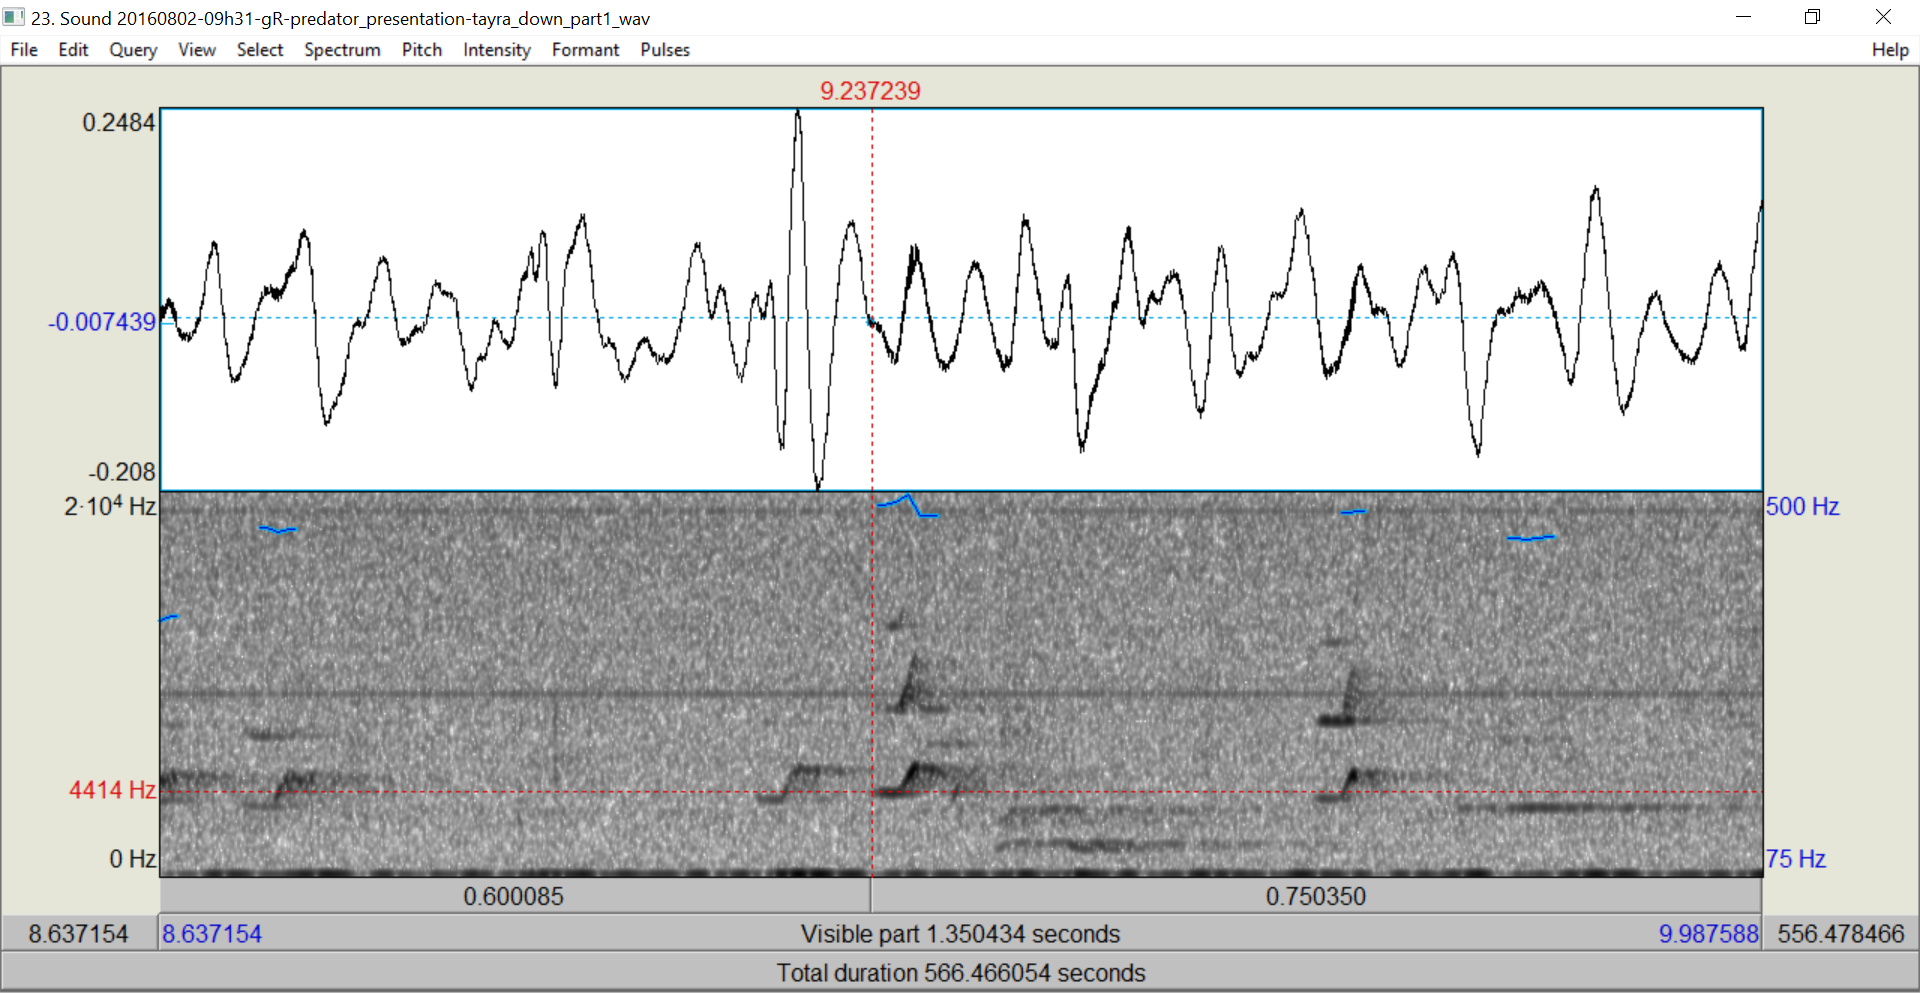 23. Sound 20160802-09h31-gR-predator_presentation-tayra_down_part1_wav
File Edit Query View Select Spectrum Pitch Intensity Formant Pulses Help
9.237239
0.2484
-0.007439
-0.208
2·10⁴ Hz 500 Hz
4414 Hz
0 Hz 75 Hz
0.600085 0.750350
8.637154 8.637154 Visible part 1.350434 seconds 9.987588 556.478466
Total duration 566.466054 seconds